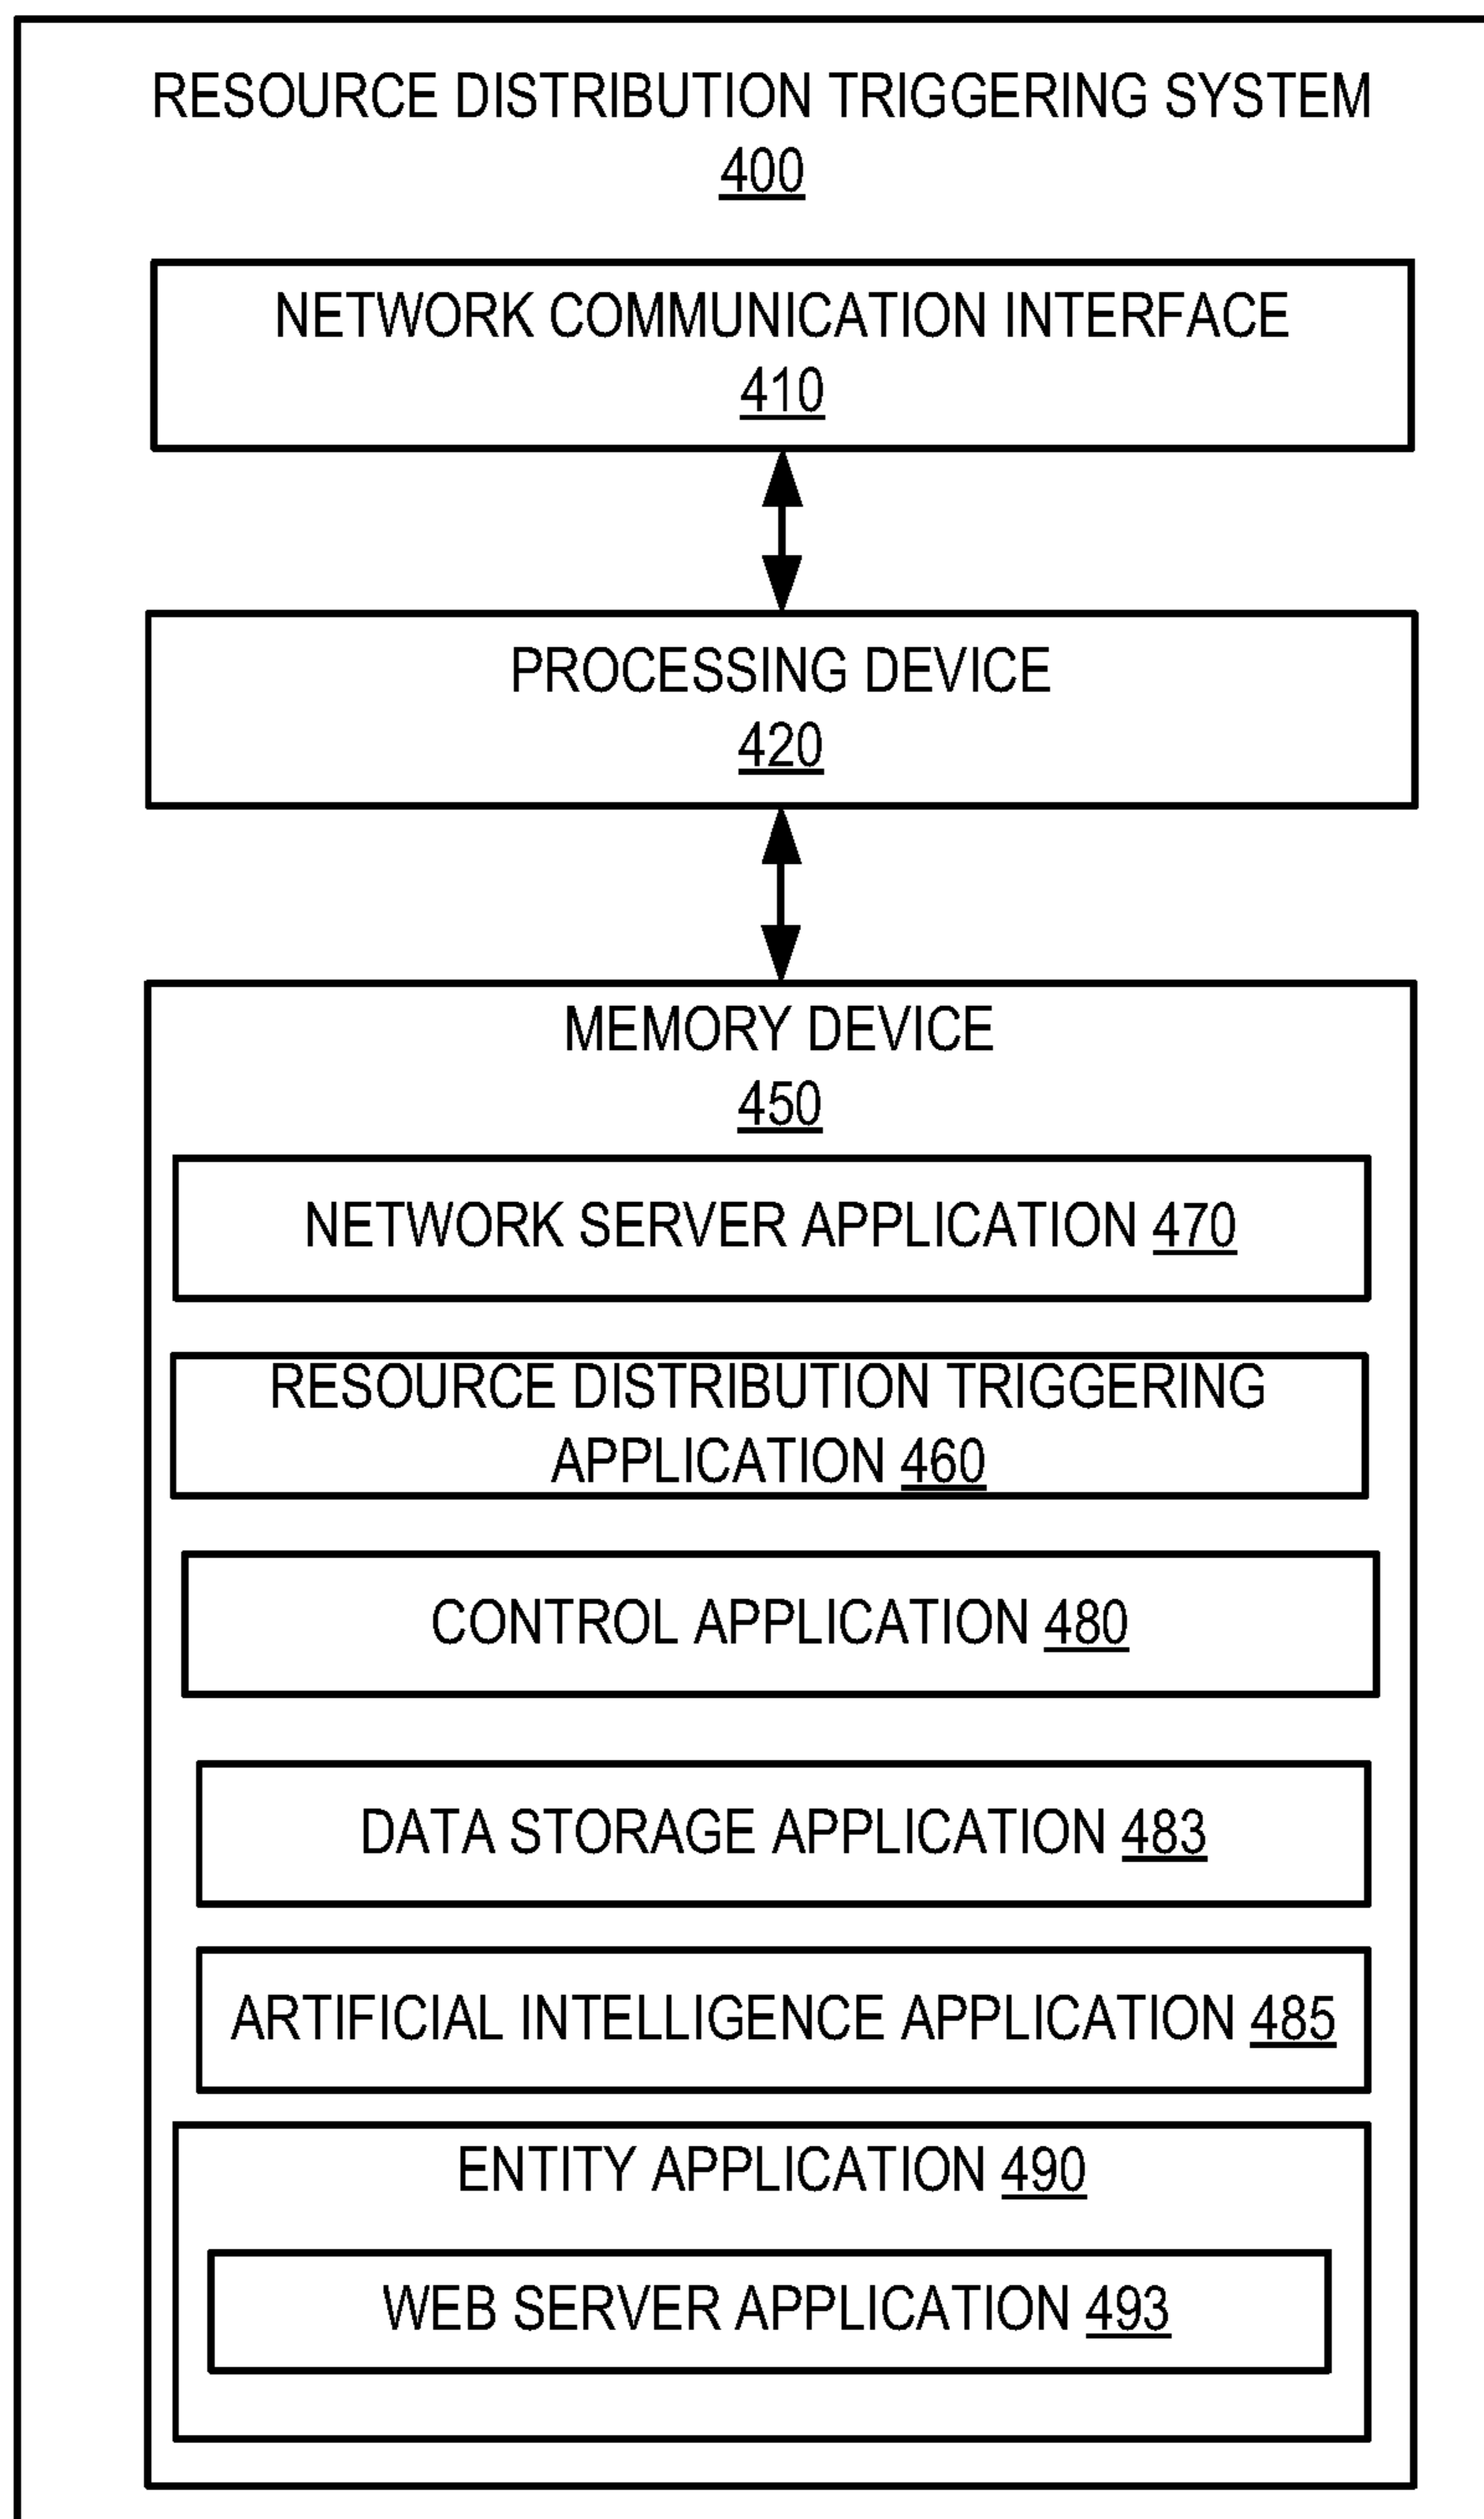 RESOURCE DISTRIBUTION TRIGGERING SYSTEM
400
NETWORK COMMUNICATION INTERFACE
410
PROCESSING DEVICE
420
MEMORY DEVICE
450
NETWORK SERVER APPLICATION 470
RESOURCE DISTRIBUTION TRIGGERING
APPLICATION 460
CONTROL APPLICATION 480
DATA STORAGE APPLICATION 483
ARTIFICIAL INTELLIGENCE APPLICATION 485
ENTITY APPLICATION 490
WEB SERVER APPLICATION 493